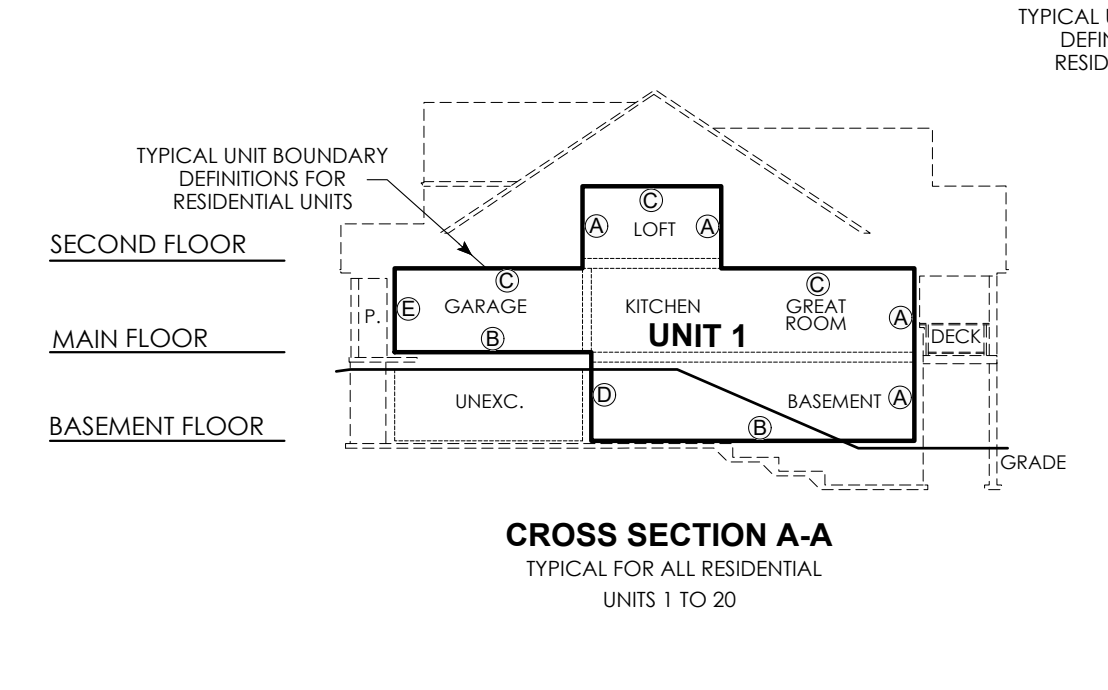 TYPICAL U
DEFIN
RESID
TYPICAL UNIT BOUNDARY
DEFINITIONS FOR
RESIDENTIAL UNITS
C
A LOFT A
SECOND FLOOR
C C
E GARAGE KITCHEN GREAT
ROOM A
P.
MAIN FLOOR B UNIT 1 DECK
UNEXC. D BASEMENT A
BASEMENT FLOOR B
GRADE
CROSS SECTION A-A
TYPICAL FOR ALL RESIDENTIAL
UNITS 1 TO 20